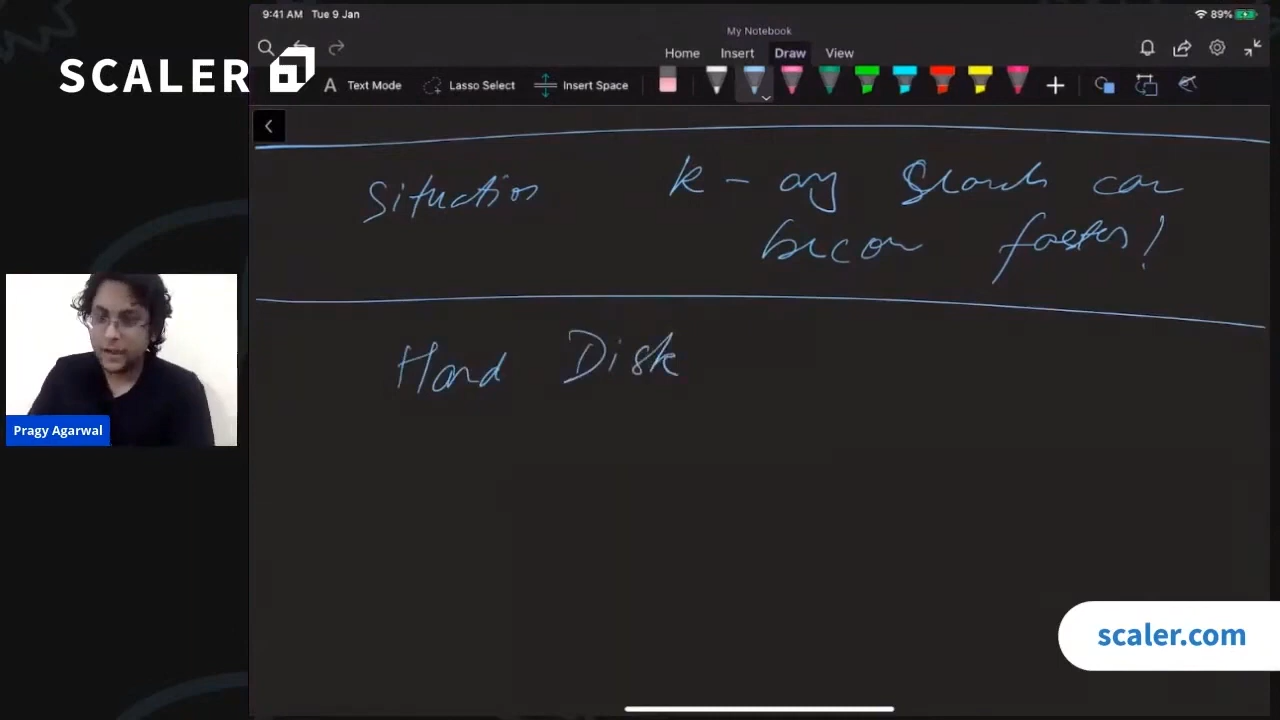 9:41 AM Tue 9 Jan
89%
My Notebook
Home Insert Draw View
SCALER
A Text Mode Lasso Select Insert Space
Situation k-ary Search can
become faster!
Hard Disk
Pragy Agarwal
scaler.com